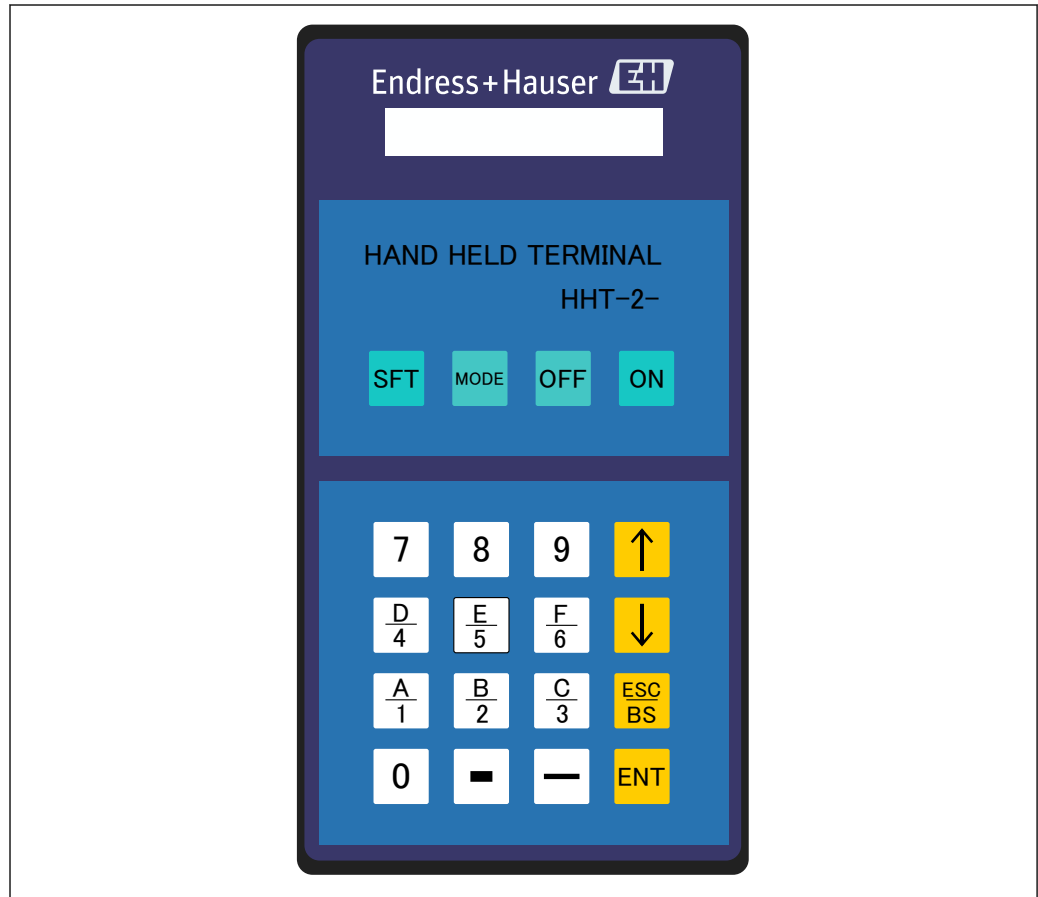 Endress+Hauser EH
HAND HELD TERMINAL
HHT-2-
SFT MODE OFF ON
7 8 9 ↑
D/4 E/5 F/6 ↓
A/1 B/2 C/3 ESC/BS
0 ▬ — ENT